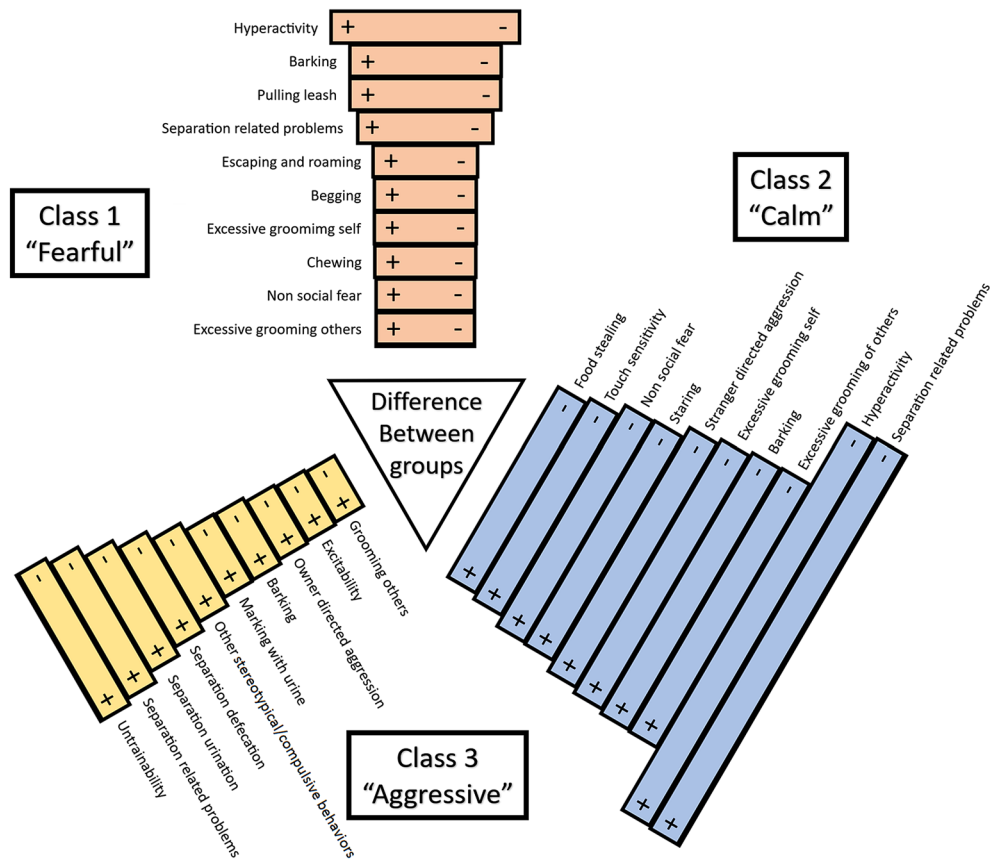 Hyperactivity + -
Barking + -
Pulling leash + -
Separation related problems + -
Escaping and roaming + -
Begging + -
Excessive groomimg self + -
Chewing + -
Non social fear + -
Excessive grooming others + -
Class 1
“Fearful”
Class 2
“Calm”
Difference
Between
groups
- Food stealing +
- Touch sensitivity +
- Non social fear +
- Staring +
- Stranger directed aggression +
- Excessive grooming self +
- Barking +
- Excessive grooming of others +
- Hyperactivity +
- Separation related problems +
- + Untrainability
- + Separation related problems
- + Separation urination
- + Separation defecation
- + Other stereotypical/compulsive behaviors
- + Marking with urine
- + Barking
- + Owner directed aggression
- + Excitability
- + Grooming others
Class 3
“Aggressive”